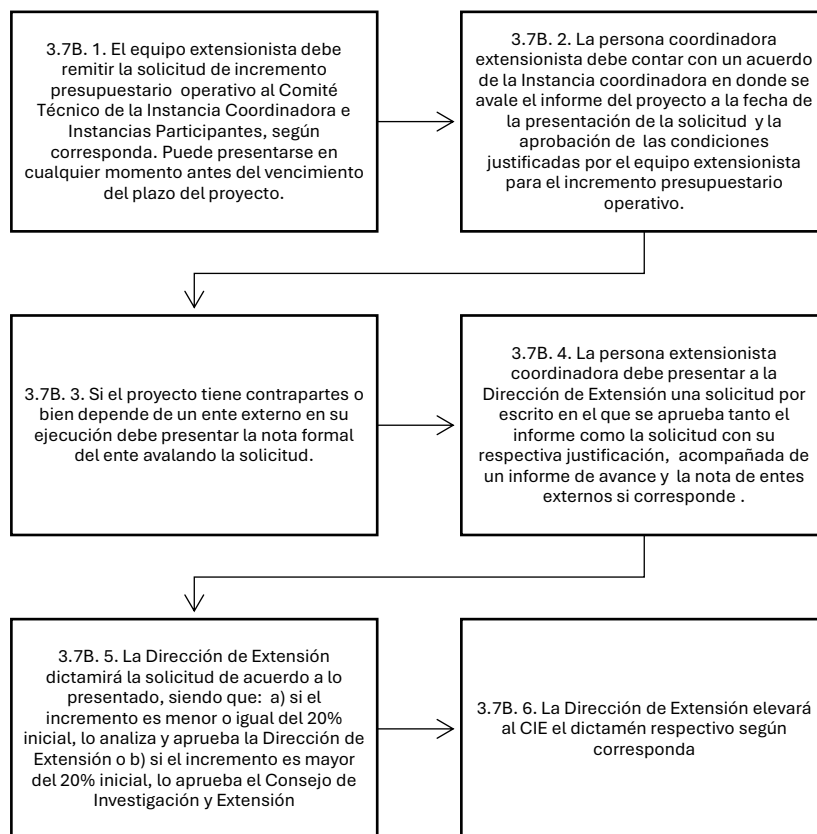 3.7B. 1. El equipo extensionista debe
remitir la solicitud de incremento
presupuestario operativo al Comité
Técnico de la Instancia Coordinadora e
Instancias Participantes, según
corresponda. Puede presentarse en
cualquier momento antes del vencimiento
del plazo del proyecto.
3.7B. 2. La persona coordinadora
extensionista debe contar con un acuerdo
de la Instancia coordinadora en donde se
avale el informe del proyecto a la fecha de
la presentación de la solicitud y la
aprobación de las condiciones
justificadas por el equipo extensionista
para el incremento presupuestario
operativo.
3.7B. 3. Si el proyecto tiene contrapartes o
bien depende de un ente externo en su
ejecución debe presentar la nota formal
del ente avalando la solicitud.
3.7B. 4. La persona extensionista
coordinadora debe presentar a la
Dirección de Extensión una solicitud por
escrito en el que se aprueba tanto el
informe como la solicitud con su
respectiva justificación, acompañada de
un informe de avance y la nota de entes
externos si corresponde .
3.7B. 5. La Dirección de Extensión
dictamirá la solicitud de acuerdo a lo
presentado, siendo que: a) si el
incremento es menor o igual del 20%
inicial, lo analiza y aprueba la Dirección de
Extensión o b) si el incremento es mayor
del 20% inicial, lo aprueba el Consejo de
Investigación y Extensión
3.7B. 6. La Dirección de Extensión elevará
al CIE el dictamén respectivo según
corresponda